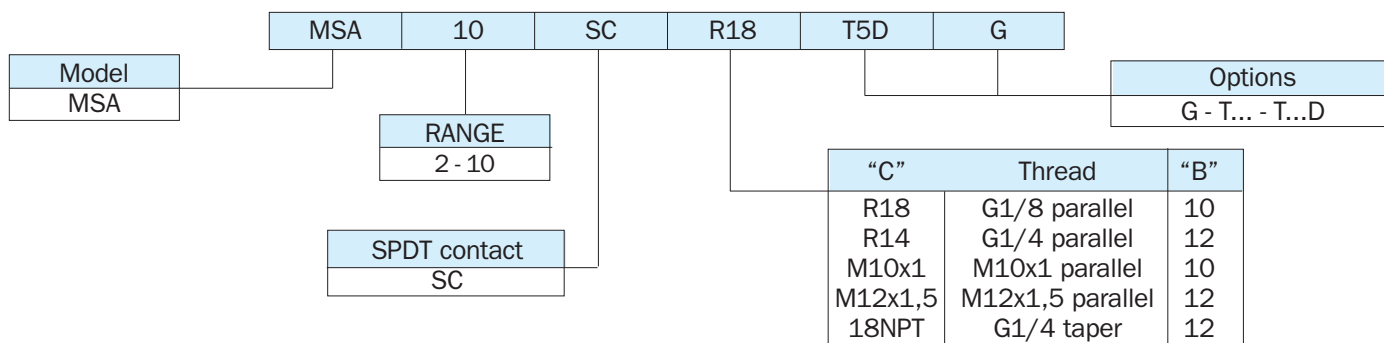 MSA 10 SC R18 T5D G
Model
MSA
Options
G - T... - T...D
RANGE
2 - 10
"C" Thread "B"
R18 G1/8 parallel 10
R14 G1/4 parallel 12
M10x1 M10x1 parallel 10
M12x1,5 M12x1,5 parallel 12
18NPT G1/4 taper 12
SPDT contact
SC